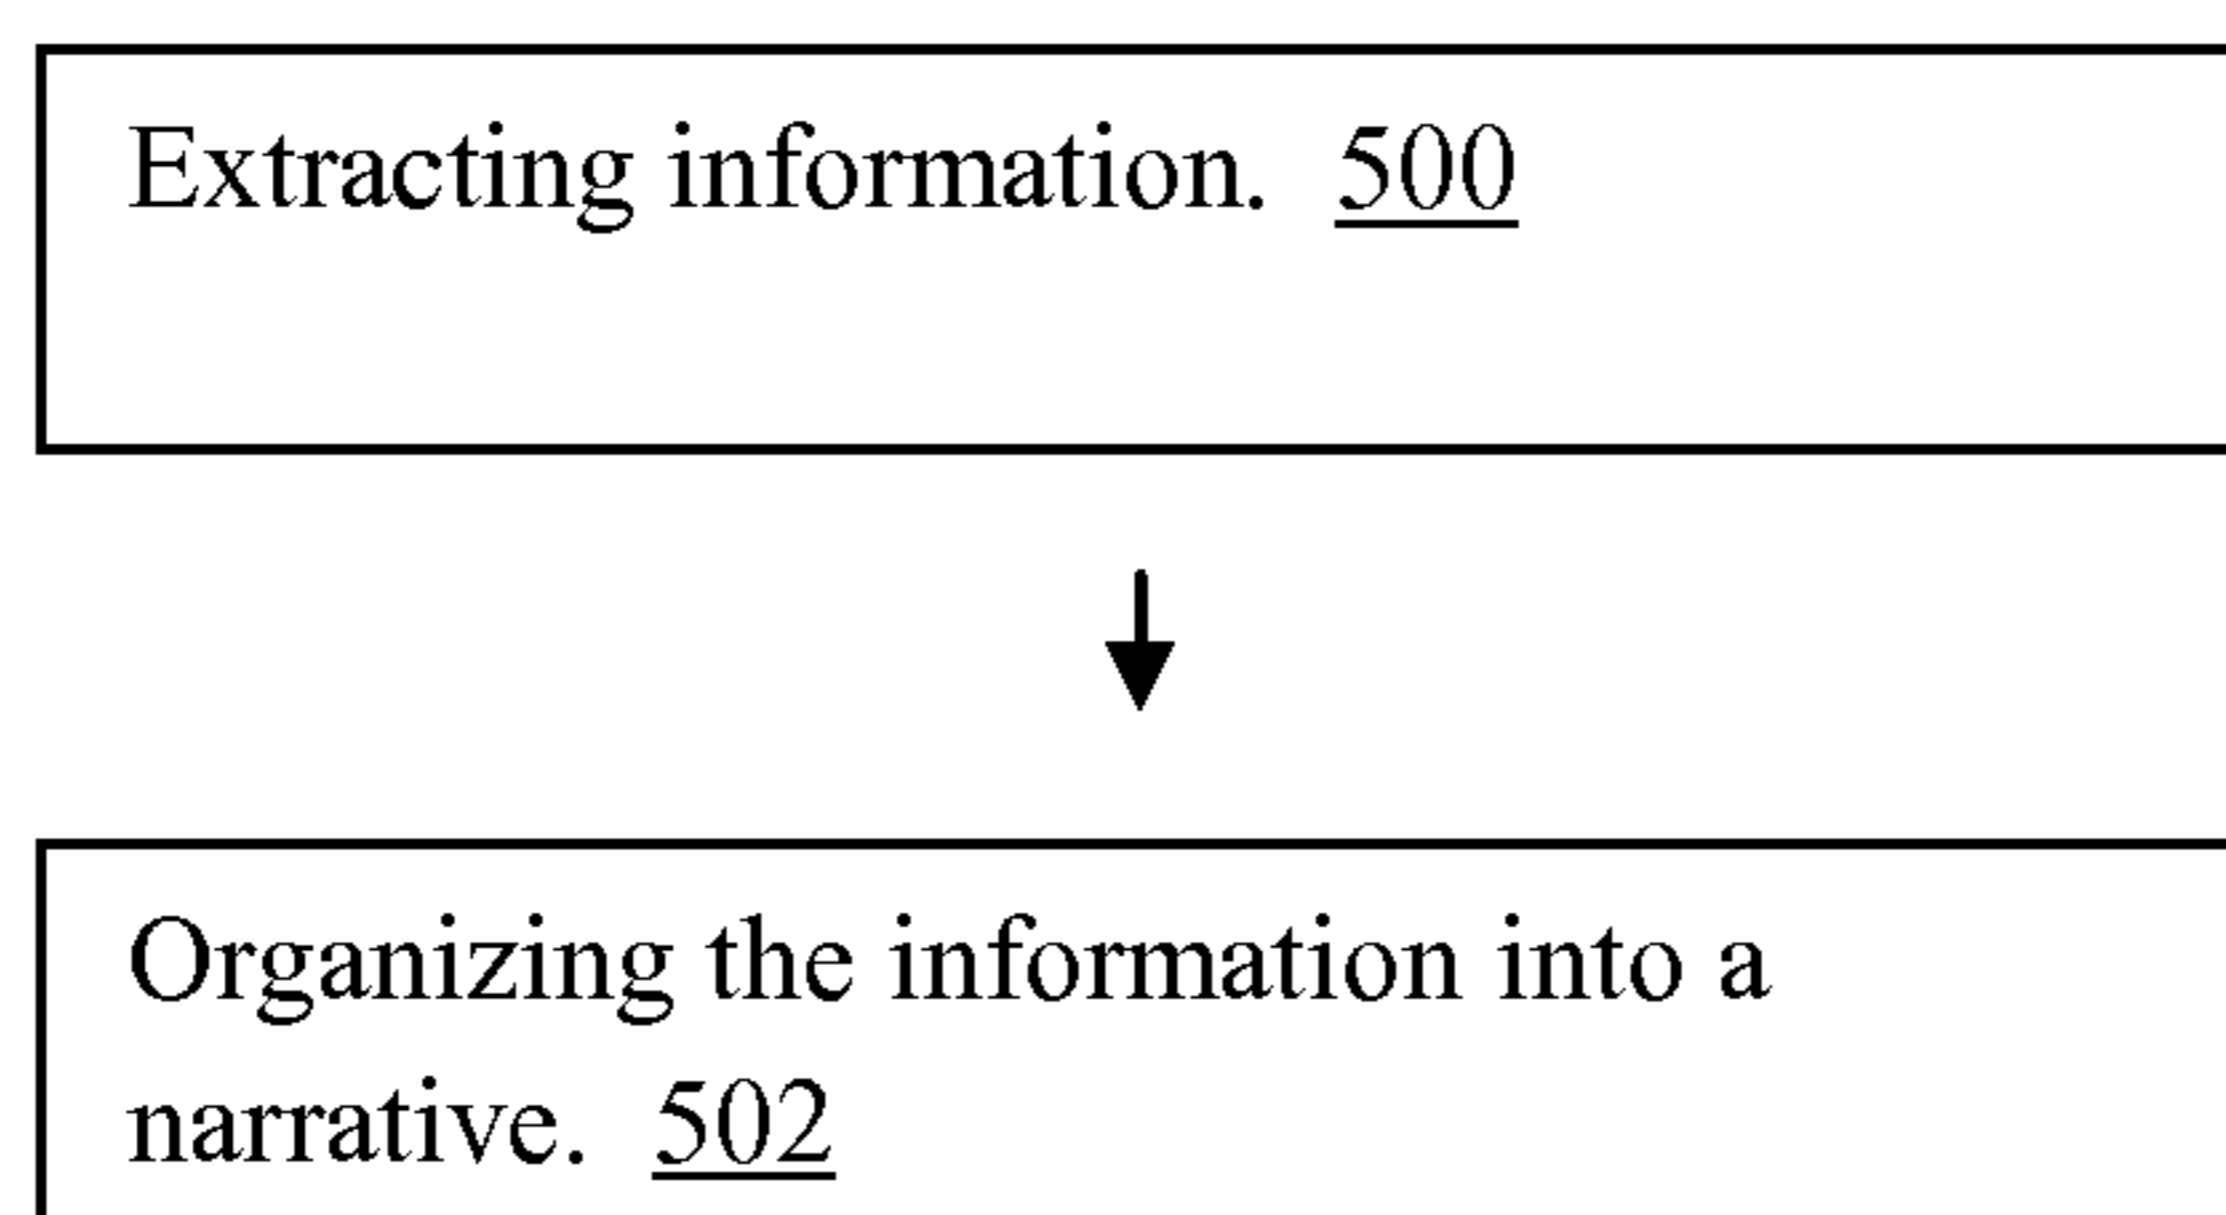 Extracting information. 500
Organizing the information into a
narrative. 502